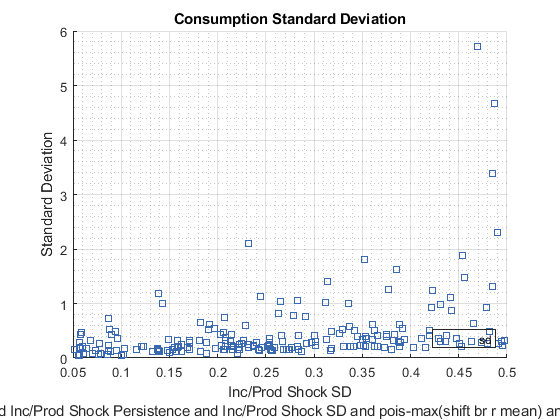 Consumption Standard Deviation
6
5
4
3
2
1
0
Standard Deviation
0.05 0.1 0.15 0.2 0.25 0.3 0.35 0.4 0.45 0.5
Inc/Prod Shock SD
d Inc/Prod Shock Persistence and Inc/Prod Shock SD and pois-max(shift br r mean) an